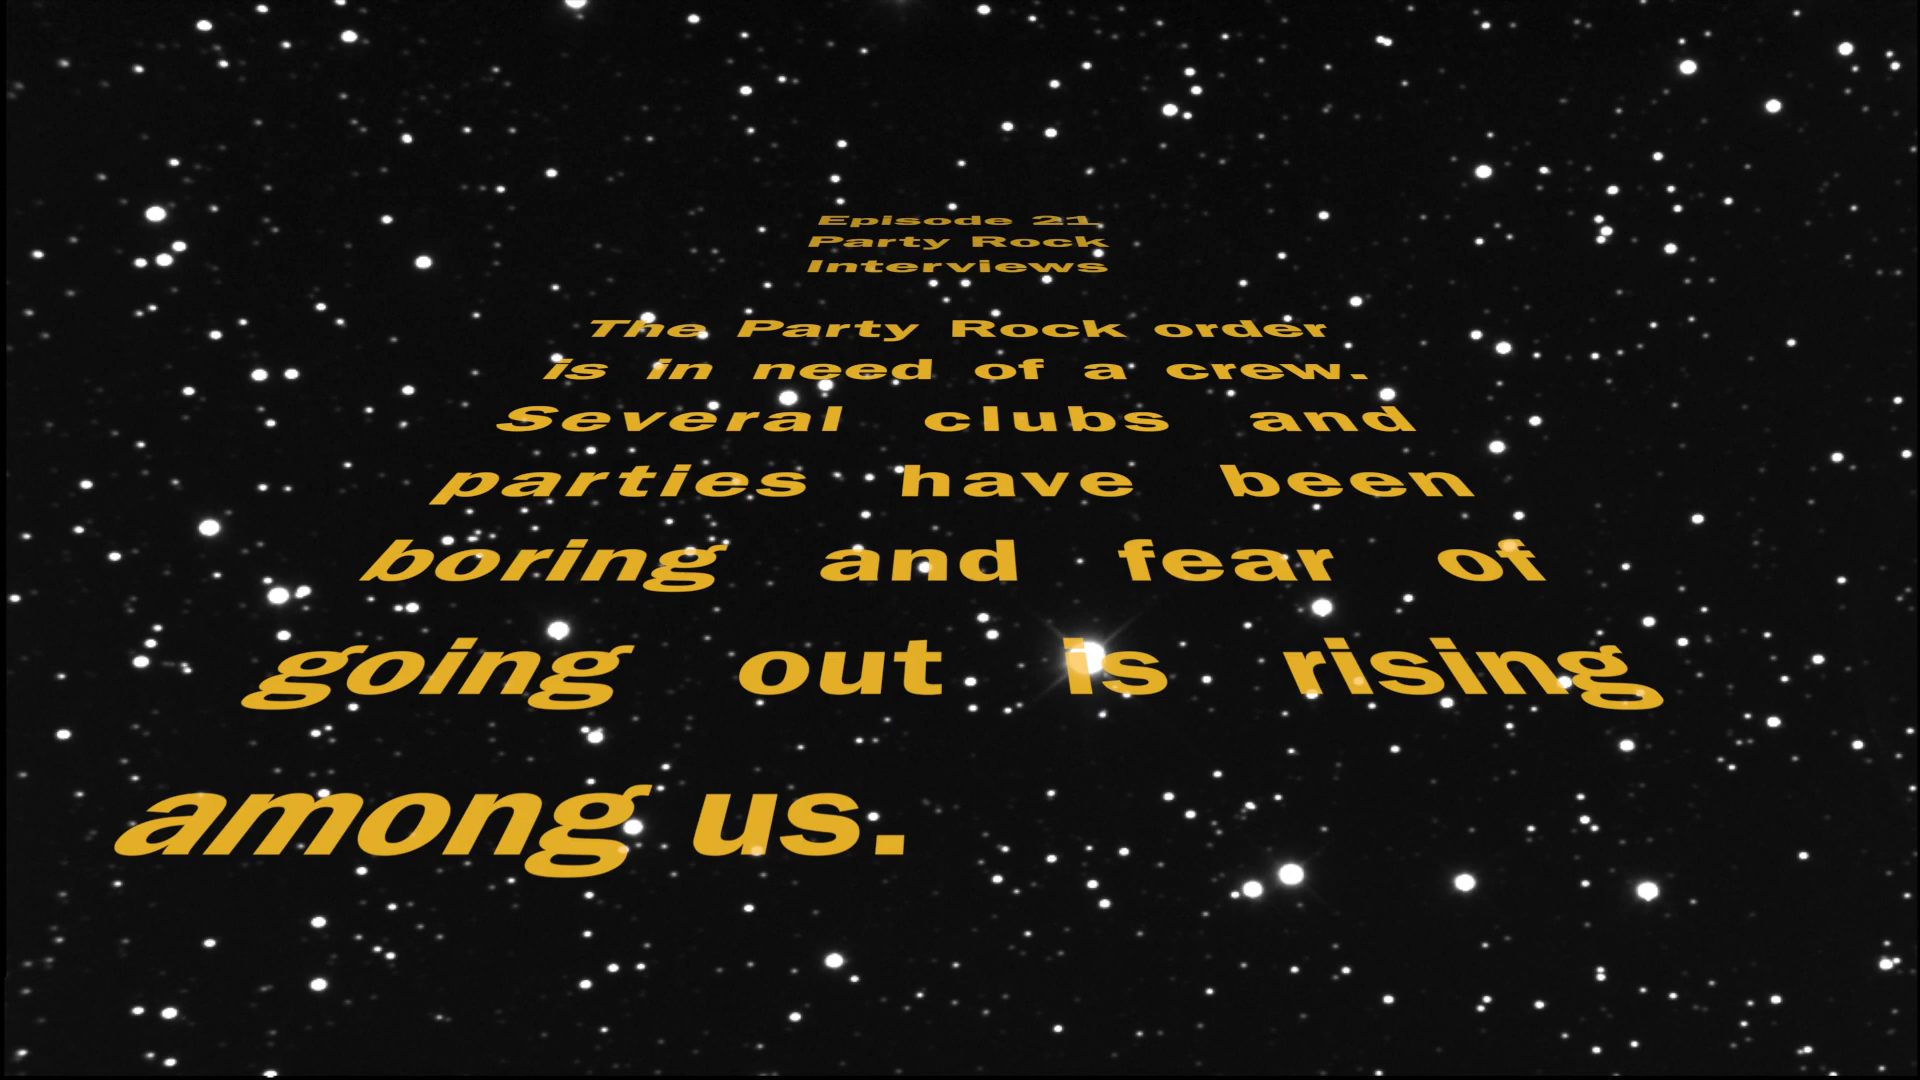 Episode 21
Party Rock
Interviews
The Party Rock order
is in need of a crew.
Several clubs and
parties have been
boring and fear of
going out is rising
among us.